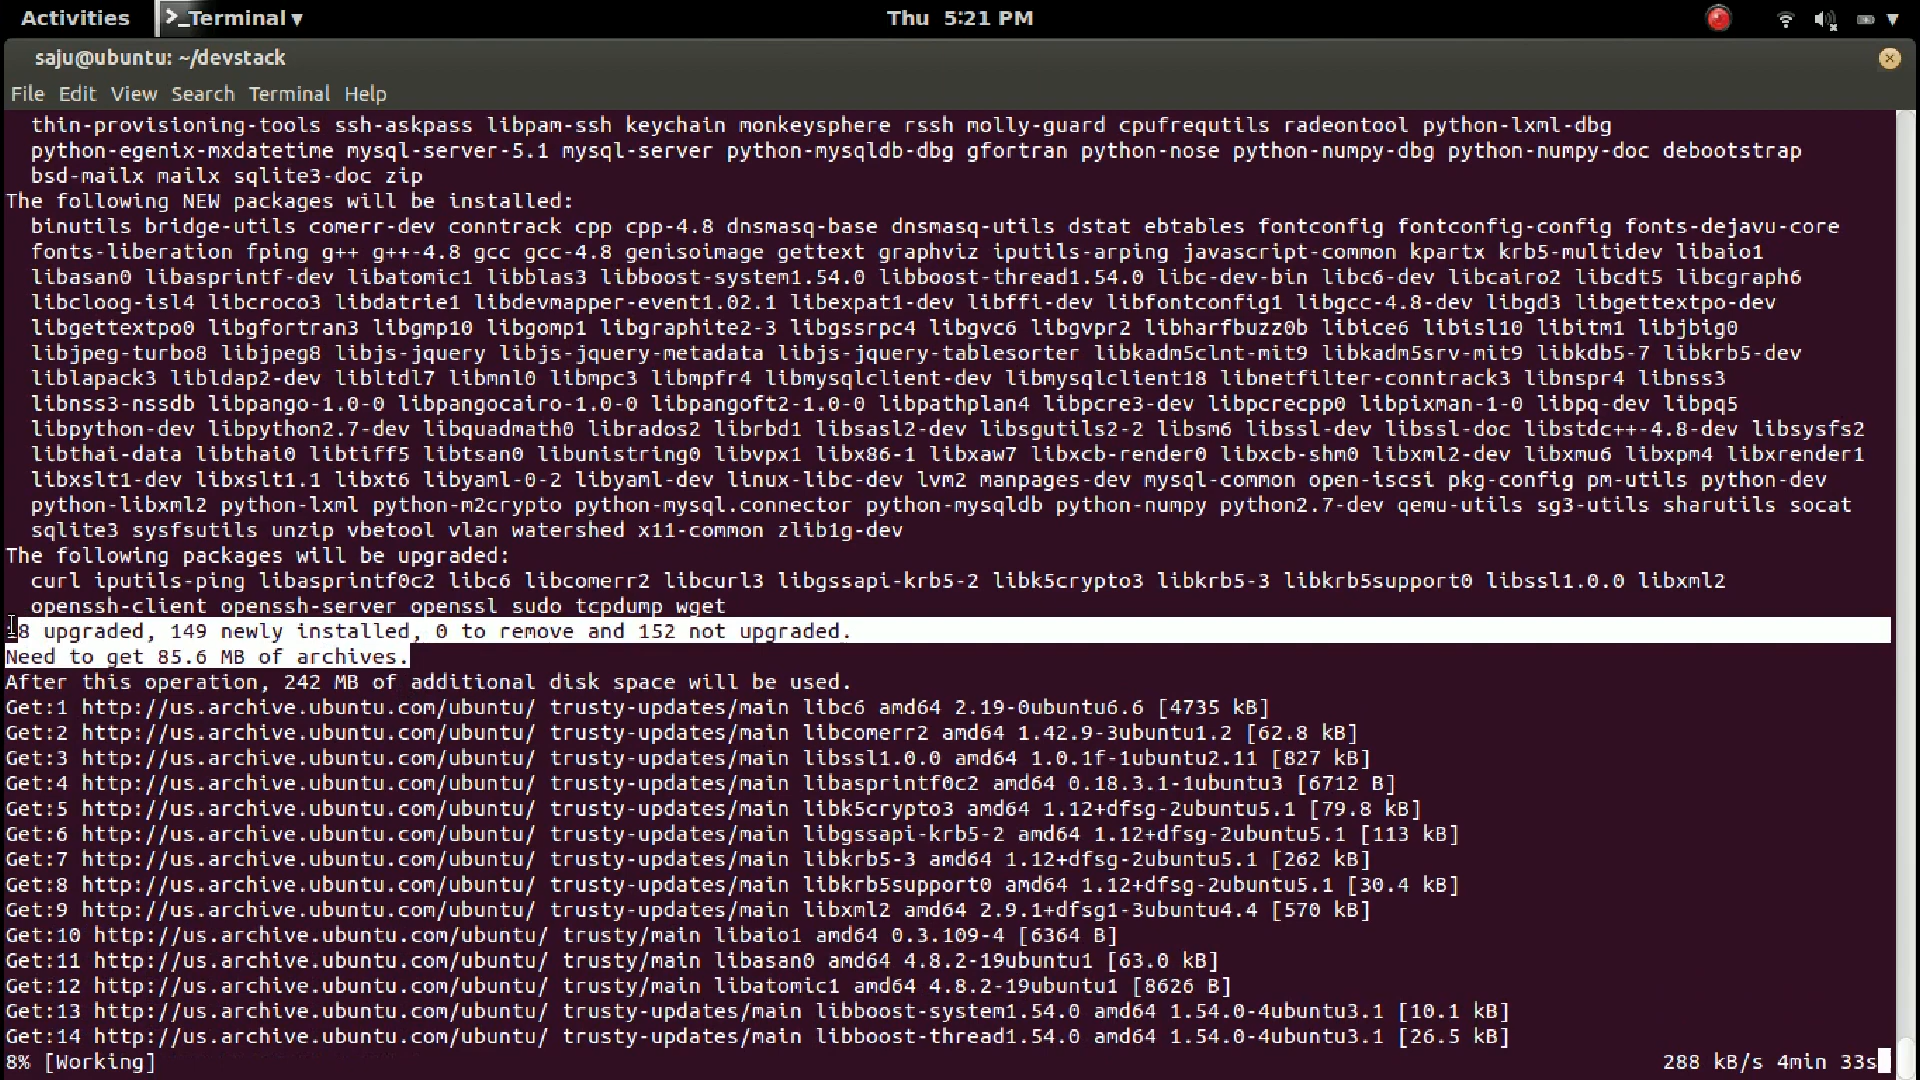 Activities
>_Terminal ▾
Thu 5:21 PM
saju@ubuntu: ~/devstack
File Edit View Search Terminal Help
thin-provisioning-tools ssh-askpass libpam-ssh keychain monkeysphere rssh molly-guard cpufrequtils radeontool python-lxml-dbg
python-egenix-mxdatetime mysql-server-5.1 mysql-server python-mysqldb-dbg gfortran python-nose python-numpy-dbg python-numpy-doc debootstrap
bsd-mailx mailx sqlite3-doc zip
The following NEW packages will be installed:
binutils bridge-utils comerr-dev conntrack cpp cpp-4.8 dnsmasq-base dnsmasq-utils dstat ebtables fontconfig fontconfig-config fonts-dejavu-core
fonts-liberation fping g++ g++-4.8 gcc gcc-4.8 genisoimage gettext graphviz iputils-arping javascript-common kpartx krb5-multidev libaio1
libasan0 libasprintf-dev libatomic1 libblas3 libboost-system1.54.0 libboost-thread1.54.0 libc-dev-bin libc6-dev libcairo2 libcdt5 libcgraph6
libcloog-isl4 libcroco3 libdatrie1 libdevmapper-event1.02.1 libexpat1-dev libffi-dev libfontconfig1 libgcc-4.8-dev libgd3 libgettextpo-dev
libgettextpo0 libgfortran3 libgmp10 libgomp1 libgraphite2-3 libgssrpc4 libgvc6 libgvpr2 libharfbuzz0b libice6 libisl10 libitm1 libjbig0
libjpeg-turbo8 libjpeg8 libjs-jquery libjs-jquery-metadata libjs-jquery-tablesorter libkadm5clnt-mit9 libkadm5srv-mit9 libkdb5-7 libkrb5-dev
liblapack3 libldap2-dev libltdl7 libmnl0 libmpc3 libmpfr4 libmysqlclient-dev libmysqlclient18 libnetfilter-conntrack3 libnspr4 libnss3
libnss3-nssdb libpango-1.0-0 libpangocairo-1.0-0 libpangoft2-1.0-0 libpathplan4 libpcre3-dev libpcrecpp0 libpixman-1-0 libpq-dev libpq5
libpython-dev libpython2.7-dev libquadmath0 librados2 librbd1 libsasl2-dev libsgutils2-2 libsm6 libssl-dev libssl-doc libstdc++-4.8-dev libsysfs2
libthai-data libthai0 libtiff5 libtsan0 libunistring0 libvpx1 libx86-1 libxaw7 libxcb-render0 libxcb-shm0 libxml2-dev libxmu6 libxpm4 libxrender1
libxslt1-dev libxslt1.1 libxt6 libyaml-0-2 libyaml-dev linux-libc-dev lvm2 manpages-dev mysql-common open-iscsi pkg-config pm-utils python-dev
python-libxml2 python-lxml python-m2crypto python-mysql.connector python-mysqldb python-numpy python2.7-dev qemu-utils sg3-utils sharutils socat
sqlite3 sysfsutils unzip vbetool vlan watershed x11-common zlib1g-dev
The following packages will be upgraded:
curl iputils-ping libasprintf0c2 libc6 libcomerr2 libcurl3 libgssapi-krb5-2 libk5crypto3 libkrb5-3 libkrb5support0 libssl1.0.0 libxml2
openssh-client openssh-server openssl sudo tcpdump wget
18 upgraded, 149 newly installed, 0 to remove and 152 not upgraded.
Need to get 85.6 MB of archives.
After this operation, 242 MB of additional disk space will be used.
Get:1 http://us.archive.ubuntu.com/ubuntu/ trusty-updates/main libc6 amd64 2.19-0ubuntu6.6 [4735 kB]
Get:2 http://us.archive.ubuntu.com/ubuntu/ trusty-updates/main libcomerr2 amd64 1.42.9-3ubuntu1.2 [62.8 kB]
Get:3 http://us.archive.ubuntu.com/ubuntu/ trusty-updates/main libssl1.0.0 amd64 1.0.1f-1ubuntu2.11 [827 kB]
Get:4 http://us.archive.ubuntu.com/ubuntu/ trusty-updates/main libasprintf0c2 amd64 0.18.3.1-1ubuntu3 [6712 B]
Get:5 http://us.archive.ubuntu.com/ubuntu/ trusty-updates/main libk5crypto3 amd64 1.12+dfsg-2ubuntu5.1 [79.8 kB]
Get:6 http://us.archive.ubuntu.com/ubuntu/ trusty-updates/main libgssapi-krb5-2 amd64 1.12+dfsg-2ubuntu5.1 [113 kB]
Get:7 http://us.archive.ubuntu.com/ubuntu/ trusty-updates/main libkrb5-3 amd64 1.12+dfsg-2ubuntu5.1 [262 kB]
Get:8 http://us.archive.ubuntu.com/ubuntu/ trusty-updates/main libkrb5support0 amd64 1.12+dfsg-2ubuntu5.1 [30.4 kB]
Get:9 http://us.archive.ubuntu.com/ubuntu/ trusty-updates/main libxml2 amd64 2.9.1+dfsg1-3ubuntu4.4 [570 kB]
Get:10 http://us.archive.ubuntu.com/ubuntu/ trusty/main libaio1 amd64 0.3.109-4 [6364 B]
Get:11 http://us.archive.ubuntu.com/ubuntu/ trusty/main libasan0 amd64 4.8.2-19ubuntu1 [63.0 kB]
Get:12 http://us.archive.ubuntu.com/ubuntu/ trusty/main libatomic1 amd64 4.8.2-19ubuntu1 [8626 B]
Get:13 http://us.archive.ubuntu.com/ubuntu/ trusty-updates/main libboost-system1.54.0 amd64 1.54.0-4ubuntu3.1 [10.1 kB]
Get:14 http://us.archive.ubuntu.com/ubuntu/ trusty-updates/main libboost-thread1.54.0 amd64 1.54.0-4ubuntu3.1 [26.5 kB]
8% [Working] 288 kB/s 4min 33s